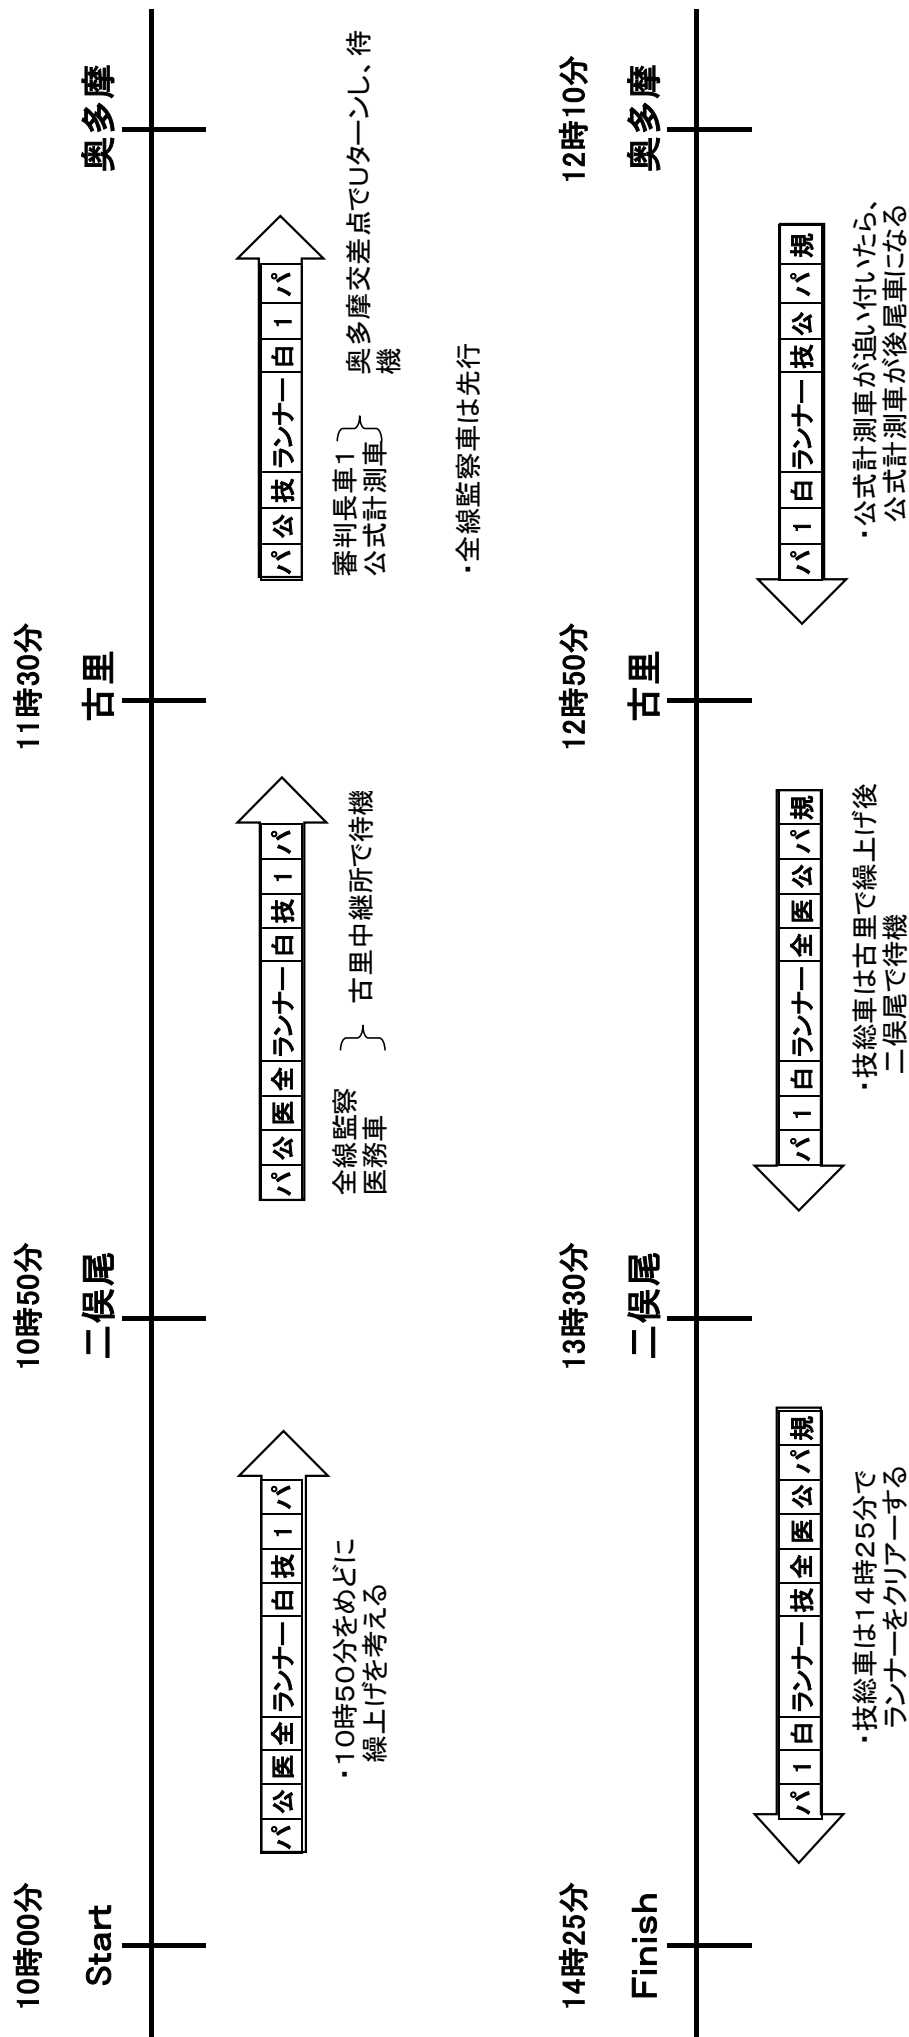 10時00分 10時50分 11時30分
Start 二俣尾 古里 奥多摩
パ 公 医 全 ランナー 白 技 1 パ
・10時50分をめどに
繰上げを考える
パ 公 医 全 ランナー 白 技 1 パ
全線監察
医務車
古里中継所で待機
パ 公 技 ランナー 白 1 パ
審判長車1
公式計測車
奥多摩交差点でUターンし、待
機
・全線監察車は先行
14時25分 13時30分 12時50分 12時10分
Finish 二俣尾 古里 奥多摩
パ 1 白 ランナー 技 全 医 公 パ 規
・技総車は14時25分で
ランナーをクリアーする
パ 1 白 ランナー 全 医 公 パ 規
・技総車は古里で繰上げ後
二俣尾で待機
パ 1 白 ランナー 技 公 パ 規
・公式計測車が追い付いたら、
公式計測車が後尾車になる